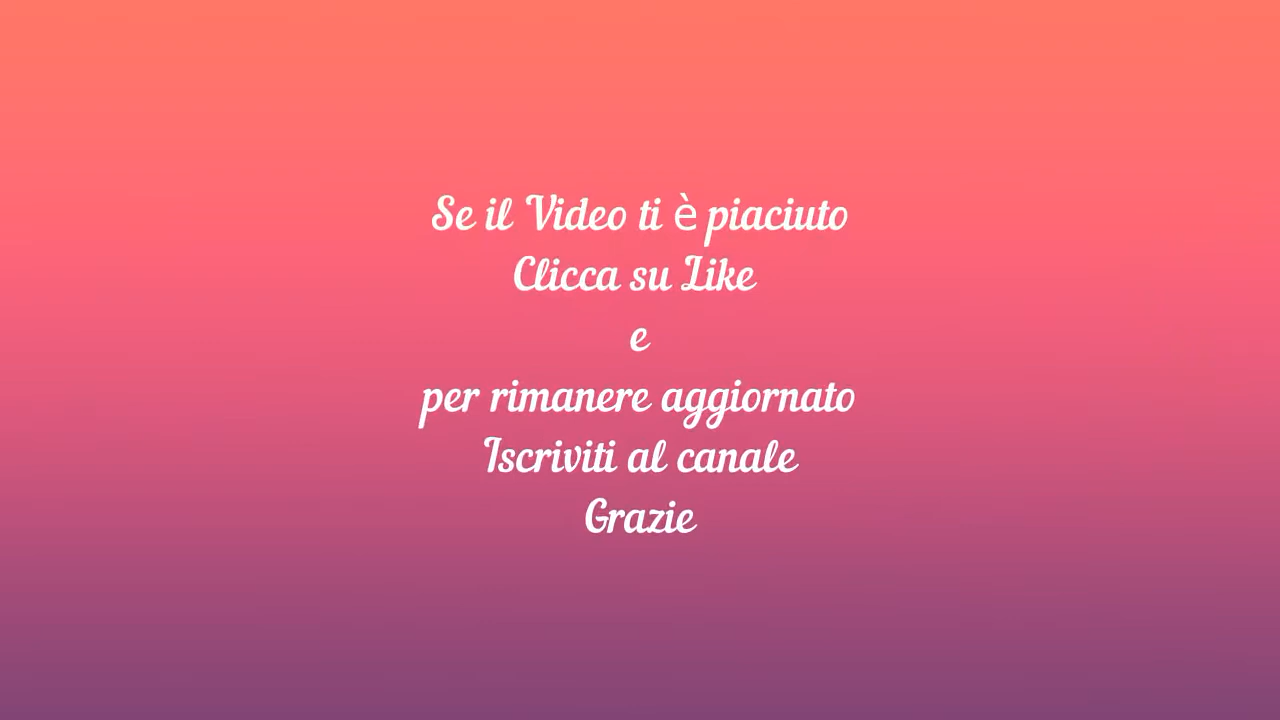 Se il Video ti è piaciuto
Clicca su Like
e
per rimanere aggiornato
Iscriviti al canale
Grazie